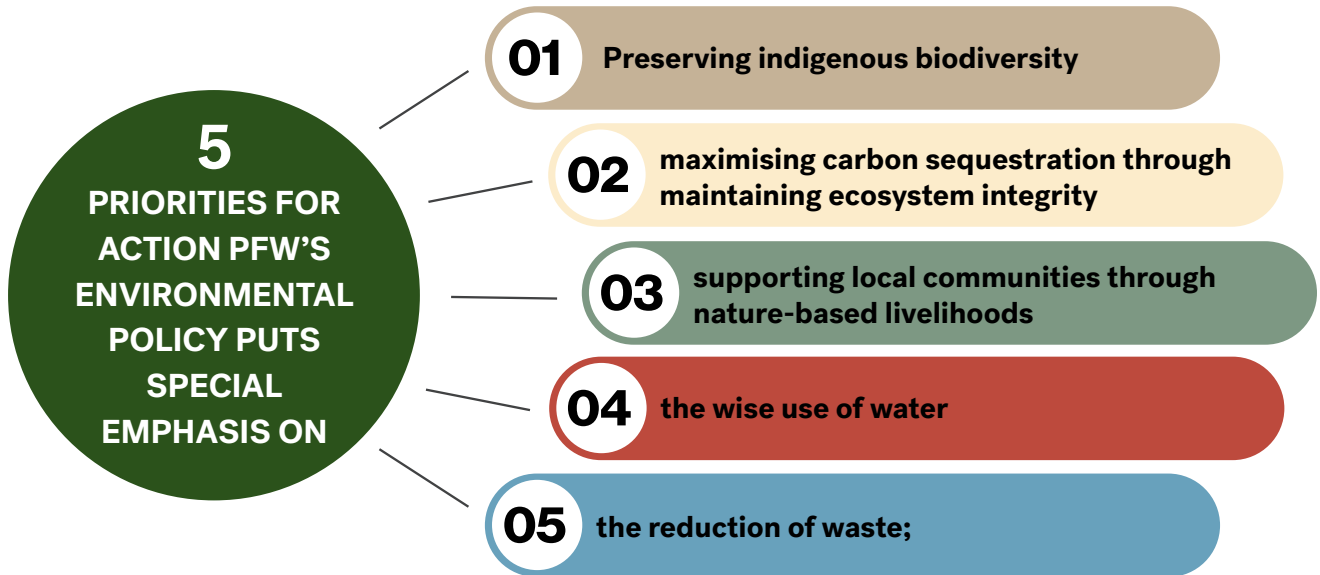 5
PRIORITIES FOR
ACTION PFW’S
ENVIRONMENTAL
POLICY PUTS
SPECIAL
EMPHASIS ON
01
Preserving indigenous biodiversity
02
maximising carbon sequestration through
maintaining ecosystem integrity
03
supporting local communities through
nature-based livelihoods
04
the wise use of water
05
the reduction of waste;